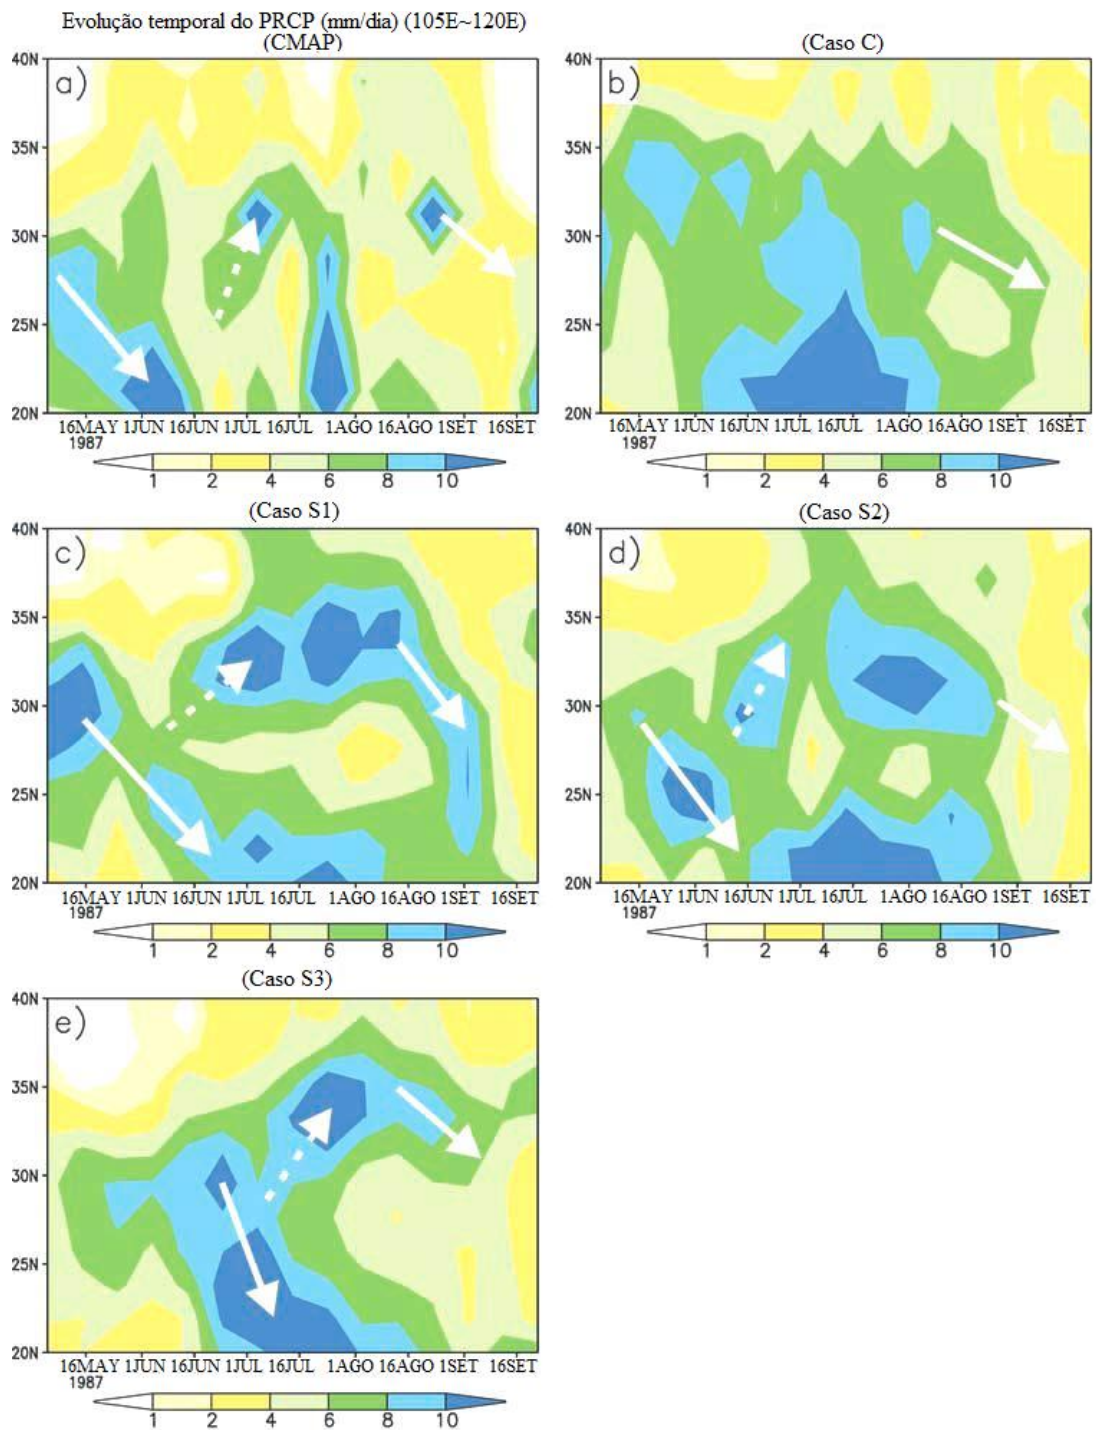 Evolução temporal do PRCP (mm/dia) (105E~120E)
(CMAP)
a)
40N
35N
30N
25N
20N
16MAY 1JUN 16JUN 1JUL 16JUL 1AGO 16AGO 1SET 16SET
1987
1 2 4 6 8 10
(Caso C)
b)
40N
35N
30N
25N
20N
16MAY 1JUN 16JUN 1JUL 16JUL 1AGO 16AGO 1SET 16SET
1987
1 2 4 6 8 10
(Caso S1)
c)
40N
35N
30N
25N
20N
16MAY 1JUN 16JUN 1JUL 16JUL 1AGO 16AGO 1SET 16SET
1987
1 2 4 6 8 10
(Caso S2)
d)
40N
35N
30N
25N
20N
16MAY 1JUN 16JUN 1JUL 16JUL 1AGO 16AGO 1SET 16SET
1987
1 2 4 6 8 10
(Caso S3)
e)
40N
35N
30N
25N
20N
16MAY 1JUN 16JUN 1JUL 16JUL 1AGO 16AGO 1SET 16SET
1987
1 2 4 6 8 10